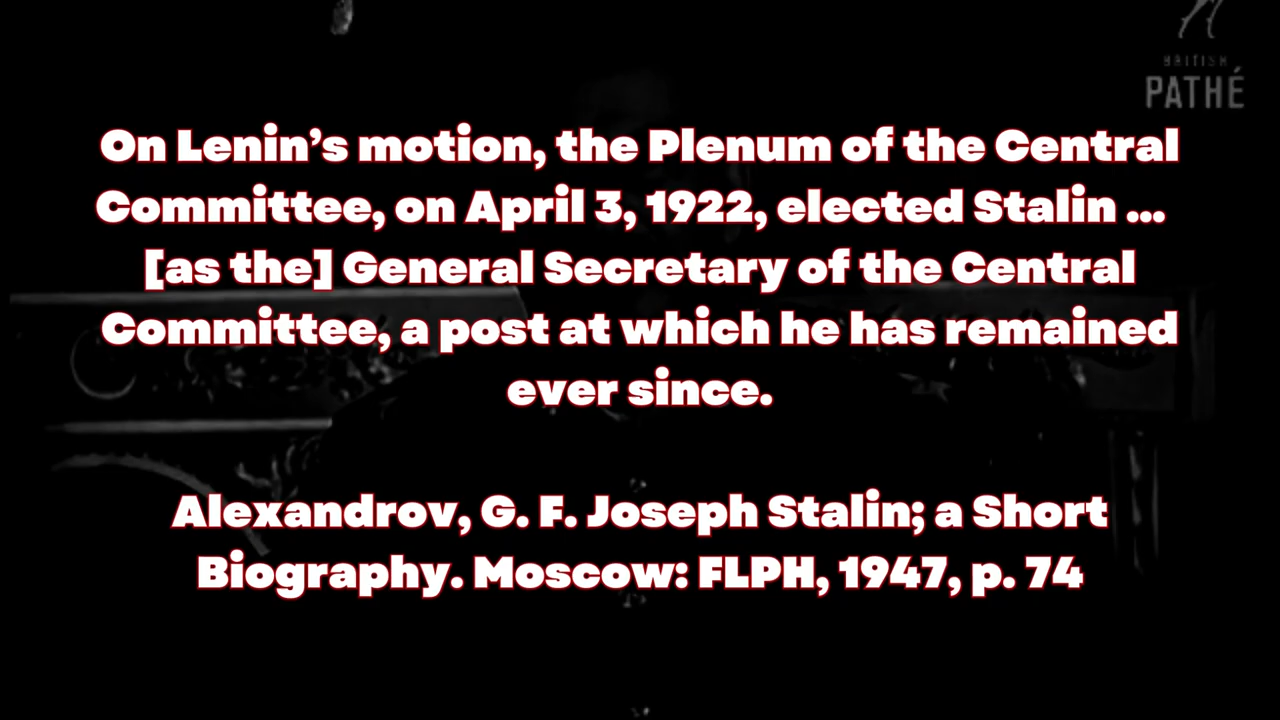 BRITISH
PATHÉ
On Lenin’s motion, the Plenum of the Central
Committee, on April 3, 1922, elected Stalin ...
[as the] General Secretary of the Central
Committee, a post at which he has remained
ever since.
Alexandrov, G. F. Joseph Stalin; a Short
Biography. Moscow: FLPH, 1947, p. 74